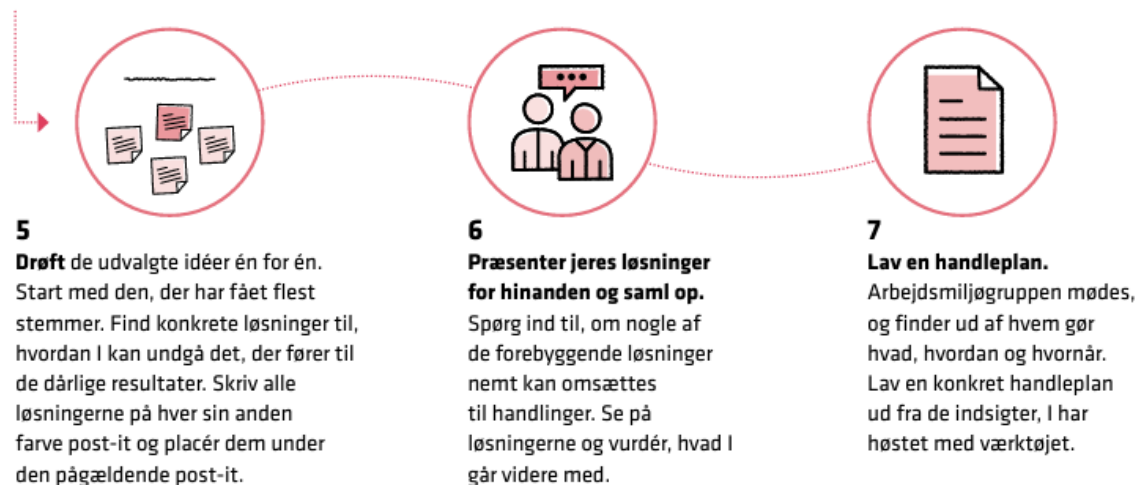 5
Drøft de udvalgte idéer én for én.
Start med den, der har fået flest
stemmer. Find konkrete løsninger til,
hvordan I kan undgå det, der fører til
de dårlige resultater. Skriv alle
løsningerne på hver sin anden
farve post-it og placér dem under
den pågældende post-it.
6
Præsenter jeres løsninger
for hinanden og saml op.
Spørg ind til, om nogle af
de forebyggende løsninger
nemt kan omsættes
til handlinger. Se på
løsningerne og vurdér, hvad I
går videre med.
7
Lav en handleplan.
Arbejdsmiljøgruppen mødes,
og finder ud af hvem gør
hvad, hvordan og hvornår.
Lav en konkret handleplan
ud fra de indsigter, I har
høstet med værktøjet.